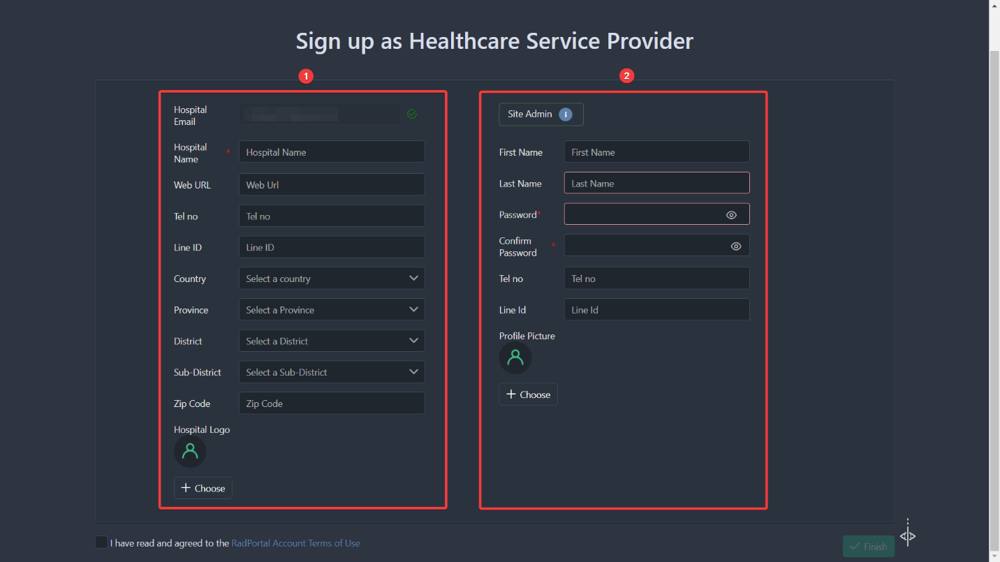 Sign up as Healthcare Service Provider
1
Hospital
Email
Hospital
Name *
Hospital Name
Web URL
Web Url
Tel no
Tel no
Line ID
Line ID
Country
Select a country
Province
Select a Province
District
Select a District
Sub-District
Select a Sub-District
Zip Code
Zip Code
Hospital Logo
+ Choose
2
Site Admin i
First Name
First Name
Last Name
Last Name
Password*
Confirm
Password *
Tel no
Tel no
Line Id
Line Id
Profile Picture
+ Choose
I have read and agreed to the RadPortal Account Terms of Use
Finish